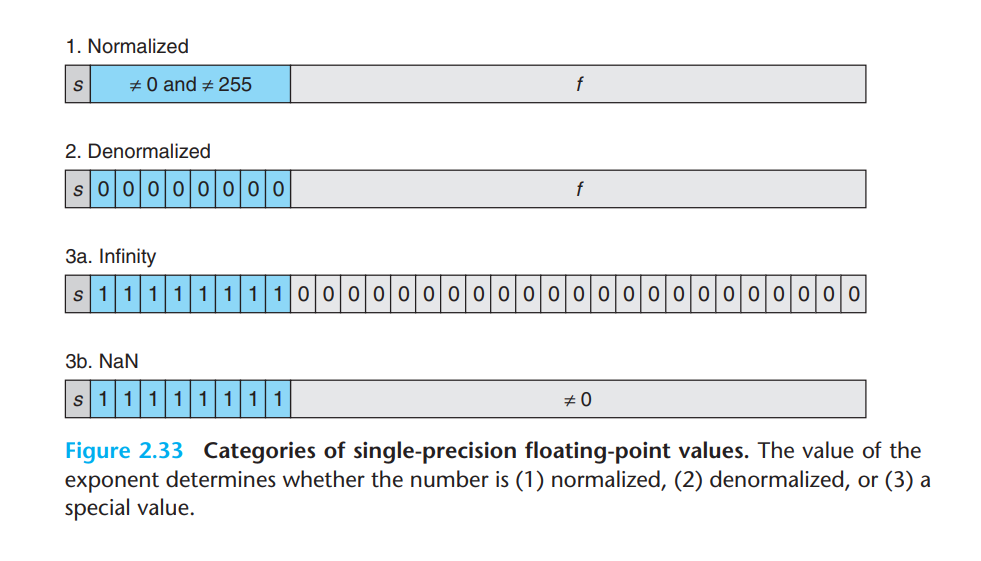 1. Normalized
s ≠ 0 and ≠ 255 f
2. Denormalized
s 0 0 0 0 0 0 0 0 f
3a. Infinity
s 1 1 1 1 1 1 1 1 0 0 0 0 0 0 0 0 0 0 0 0 0 0 0 0 0 0 0 0 0 0 0
3b. NaN
s 1 1 1 1 1 1 1 1 ≠ 0
Figure 2.33 Categories of single-precision floating-point values. The value of the
exponent determines whether the number is (1) normalized, (2) denormalized, or (3) a
special value.